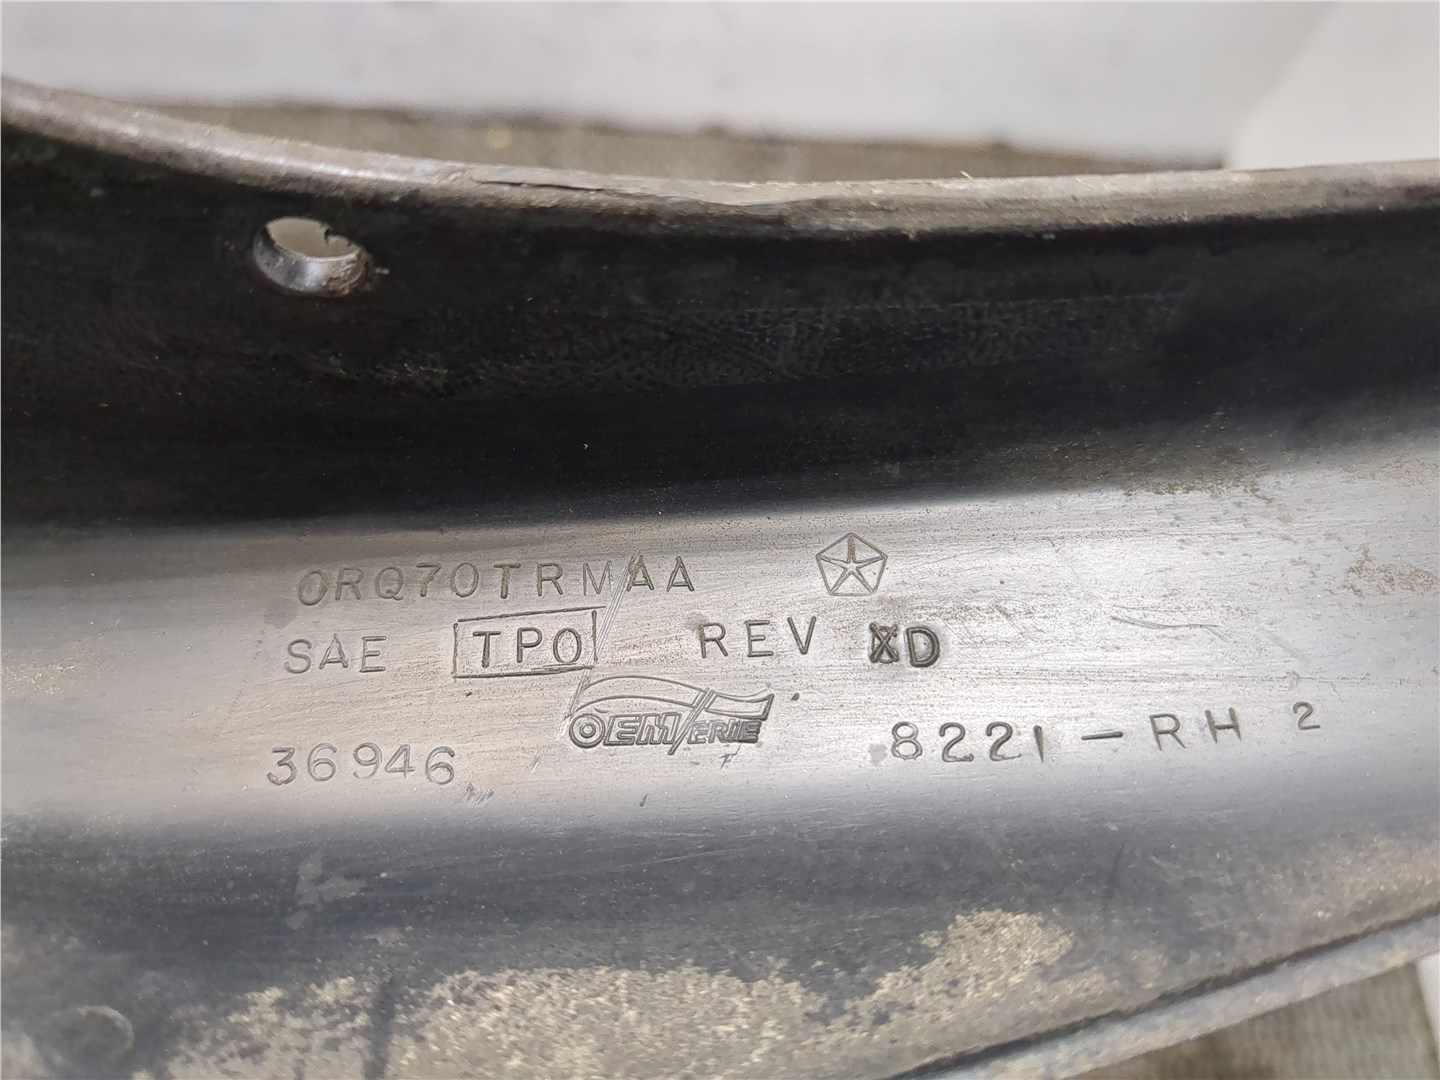 0RQ70TRMAA
SAE TPO REV XD
OEM/ERIE
36946 8221-RH 2